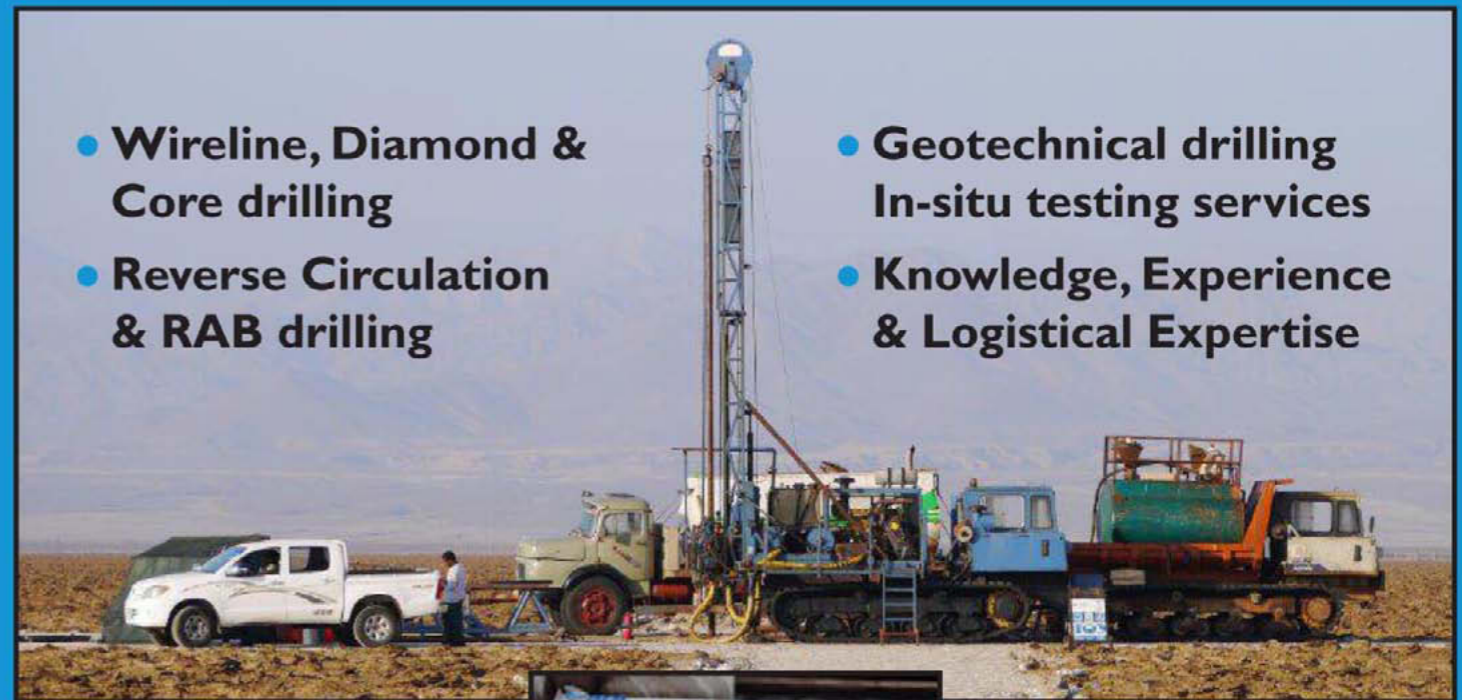 Wireline, Diamond &
Core drilling
Reverse Circulation
& RAB drilling
Geotechnical drilling
In-situ testing services
Knowledge, Experience
& Logistical Expertise